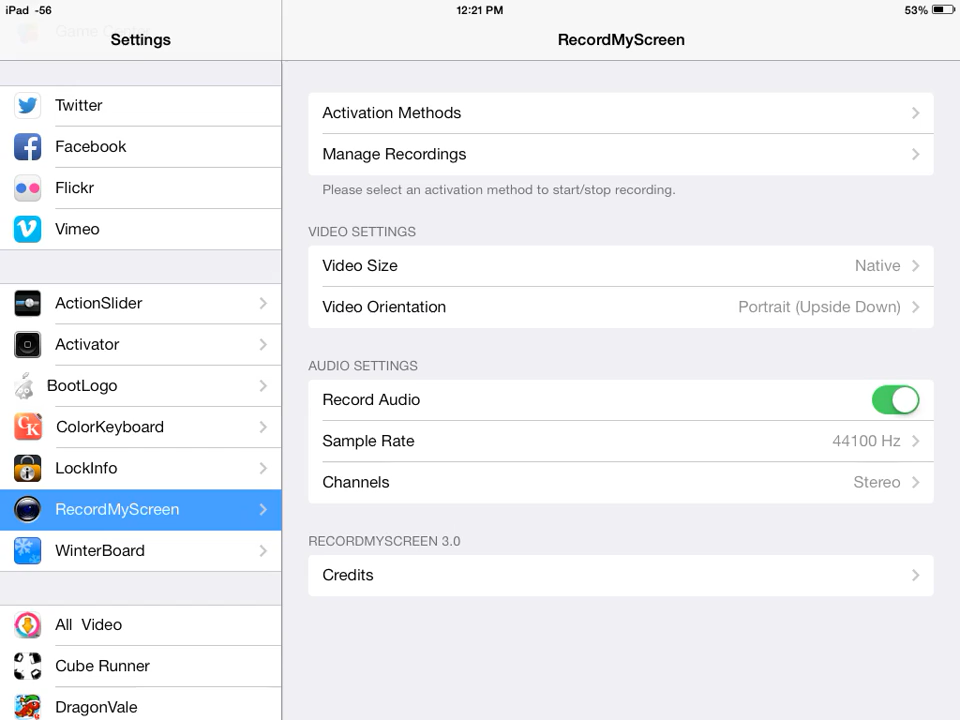 iPad -56
12:21 PM
53%
Settings
RecordMyScreen
Twitter
Facebook
Flickr
Vimeo
ActionSlider
Activator
BootLogo
ColorKeyboard
LockInfo
RecordMyScreen
WinterBoard
All Video
Cube Runner
DragonVale
Activation Methods
Manage Recordings
Please select an activation method to start/stop recording.
VIDEO SETTINGS
Video Size Native
Video Orientation Portrait (Upside Down)
AUDIO SETTINGS
Record Audio
Sample Rate 44100 Hz
Channels Stereo
RECORDMYSCREEN 3.0
Credits